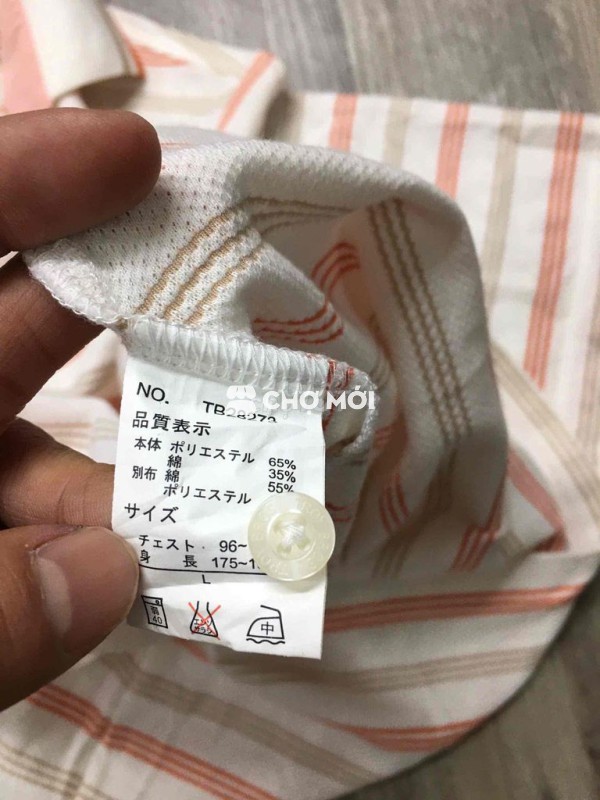 NO.
CHỢ MỚI
品質表示
本体 ポリエステル 65%
綿 35%
別布 綿 55%
ポリエステル
サイズ
チェスト 96~
身 長 175~
L
40
中